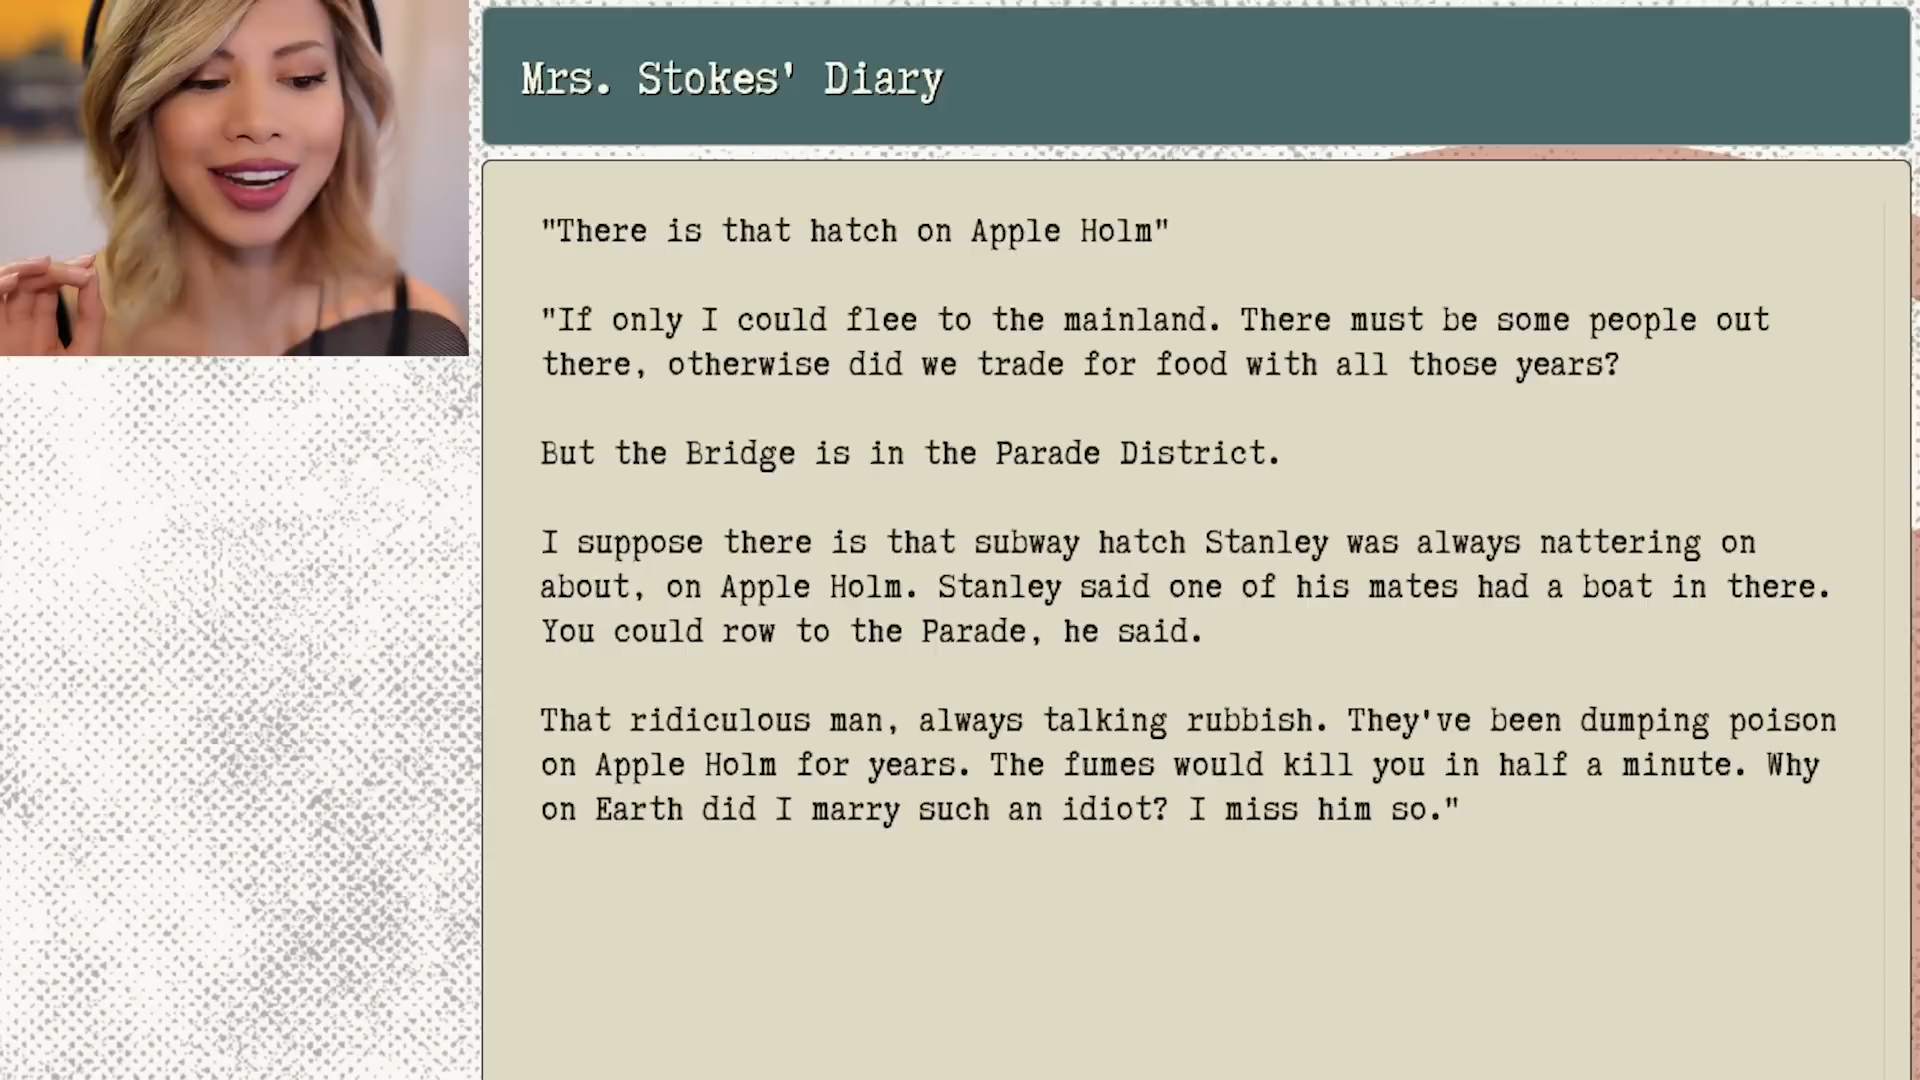 Mrs. Stokes' Diary
"There is that hatch on Apple Holm"
"If only I could flee to the mainland. There must be some people out
there, otherwise did we trade for food with all those years?
But the Bridge is in the Parade District.
I suppose there is that subway hatch Stanley was always nattering on
about, on Apple Holm. Stanley said one of his mates had a boat in there.
You could row to the Parade, he said.
That ridiculous man, always talking rubbish. They've been dumping poison
on Apple Holm for years. The fumes would kill you in half a minute. Why
on Earth did I marry such an idiot? I miss him so."